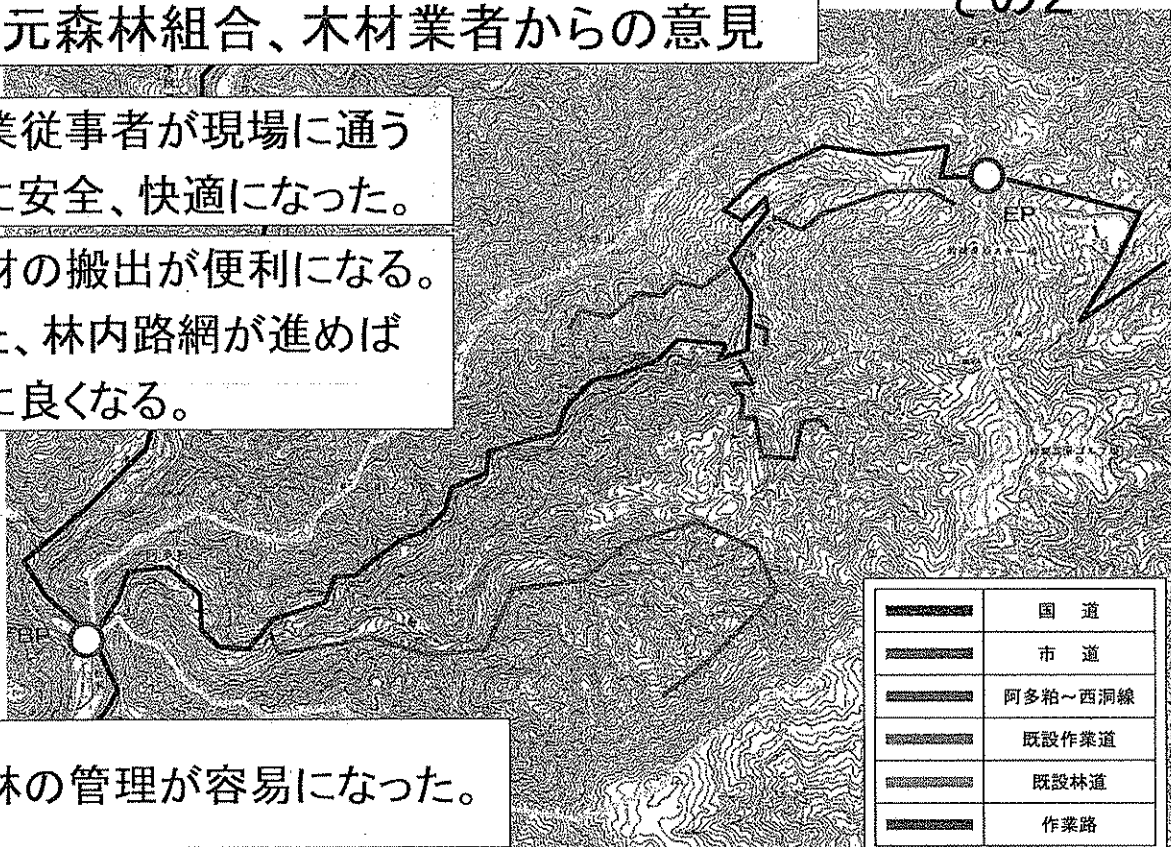 元森林組合、木材業者からの意見
その2
業従事者が現場に通う
に安全、快適になった。
材の搬出が便利になる。
た、林内路網が進めば
に良くなる。
EP
BP
林の管理が容易になった。
国 道
市 道
阿多粕～西洞線
既設作業道
既設林道
作業路